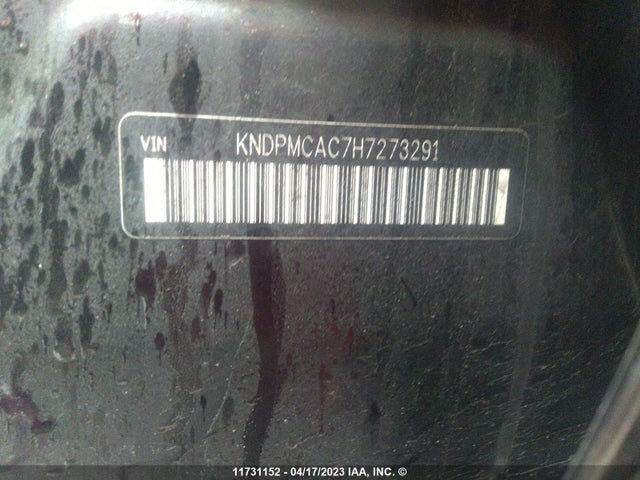 VIN KNDPMCAC7H7273291
11731152 - 04/17/2023 IAA, INC. ©